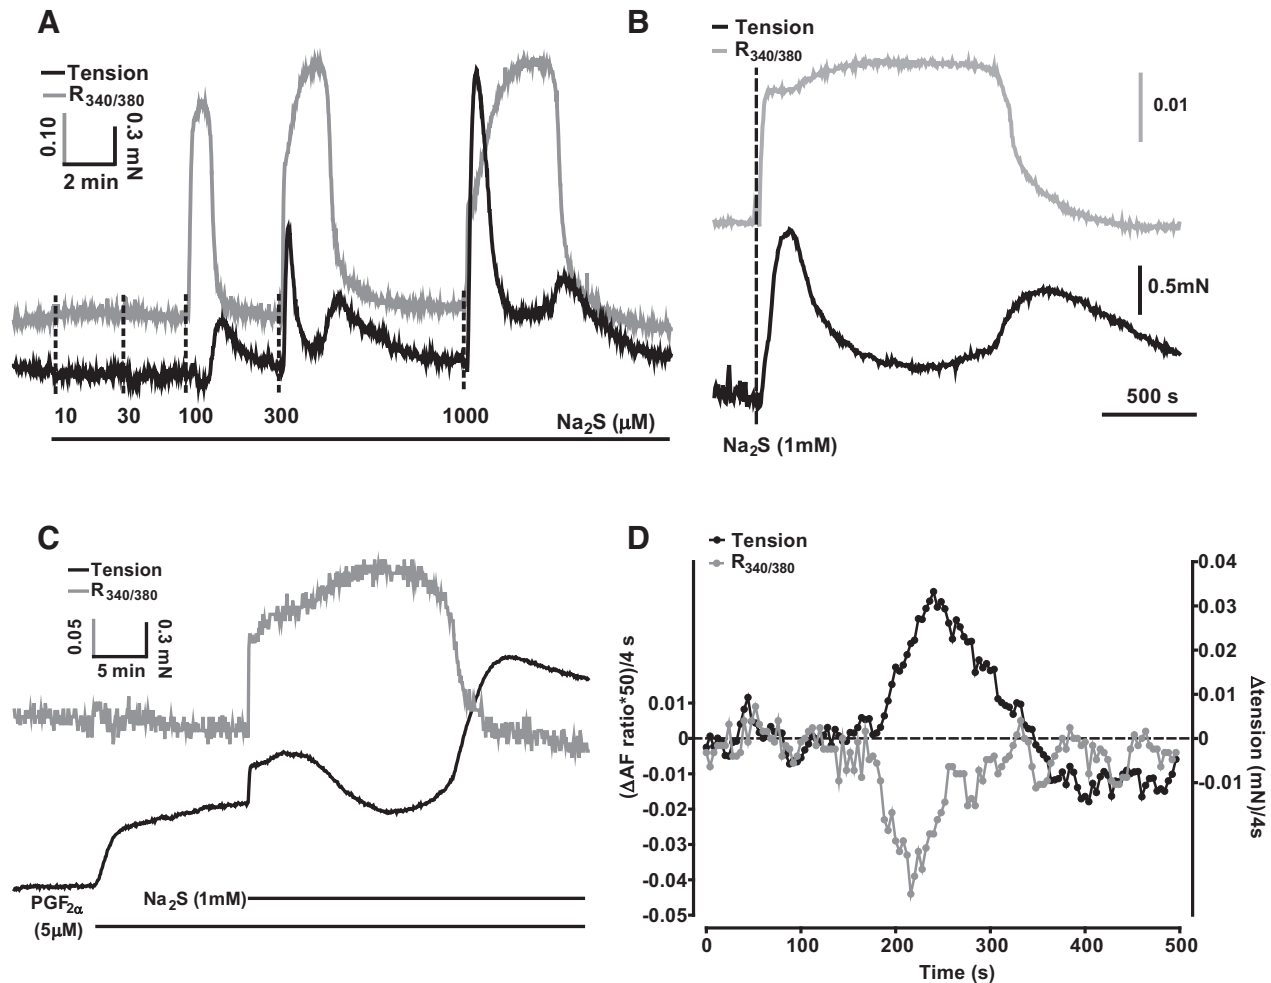 A
Tension
R340/380
0.10
0.3 mN
2 min
10 30 100 300 1000
Na2S (µM)
B
Tension
R340/380
0.01
0.5mN
500 s
Na2S (1mM)
C
Tension
R340/380
0.05
0.3 mN
5 min
Na2S (1mM)
PGF2α
(5µM)
D
Tension
R340/380
(ΔAF ratio*50)/4 s
0.01
0
-0.01
-0.02
-0.03
-0.04
-0.05
0.04
0.03
0.02
0.01
0
-0.01
Δtension (mN)/4s
0 100 200 300 400 500
Time (s)